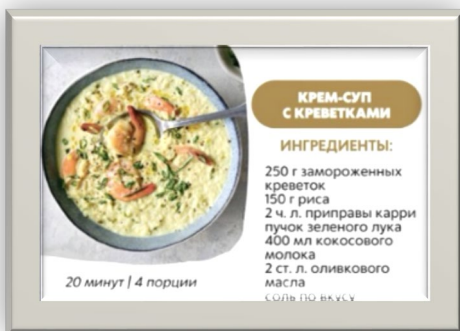 КРЕМ-СУП
С КРЕВЕТКАМИ
ИНГРЕДИЕНТЫ:
250 г замороженных
креветок
150 г риса
2 ч. л. приправы карри
пучок зеленого лука
400 мл кокосового
молока
2 ст. л. оливкового
масла
соль по вкусу
20 минут | 4 порции